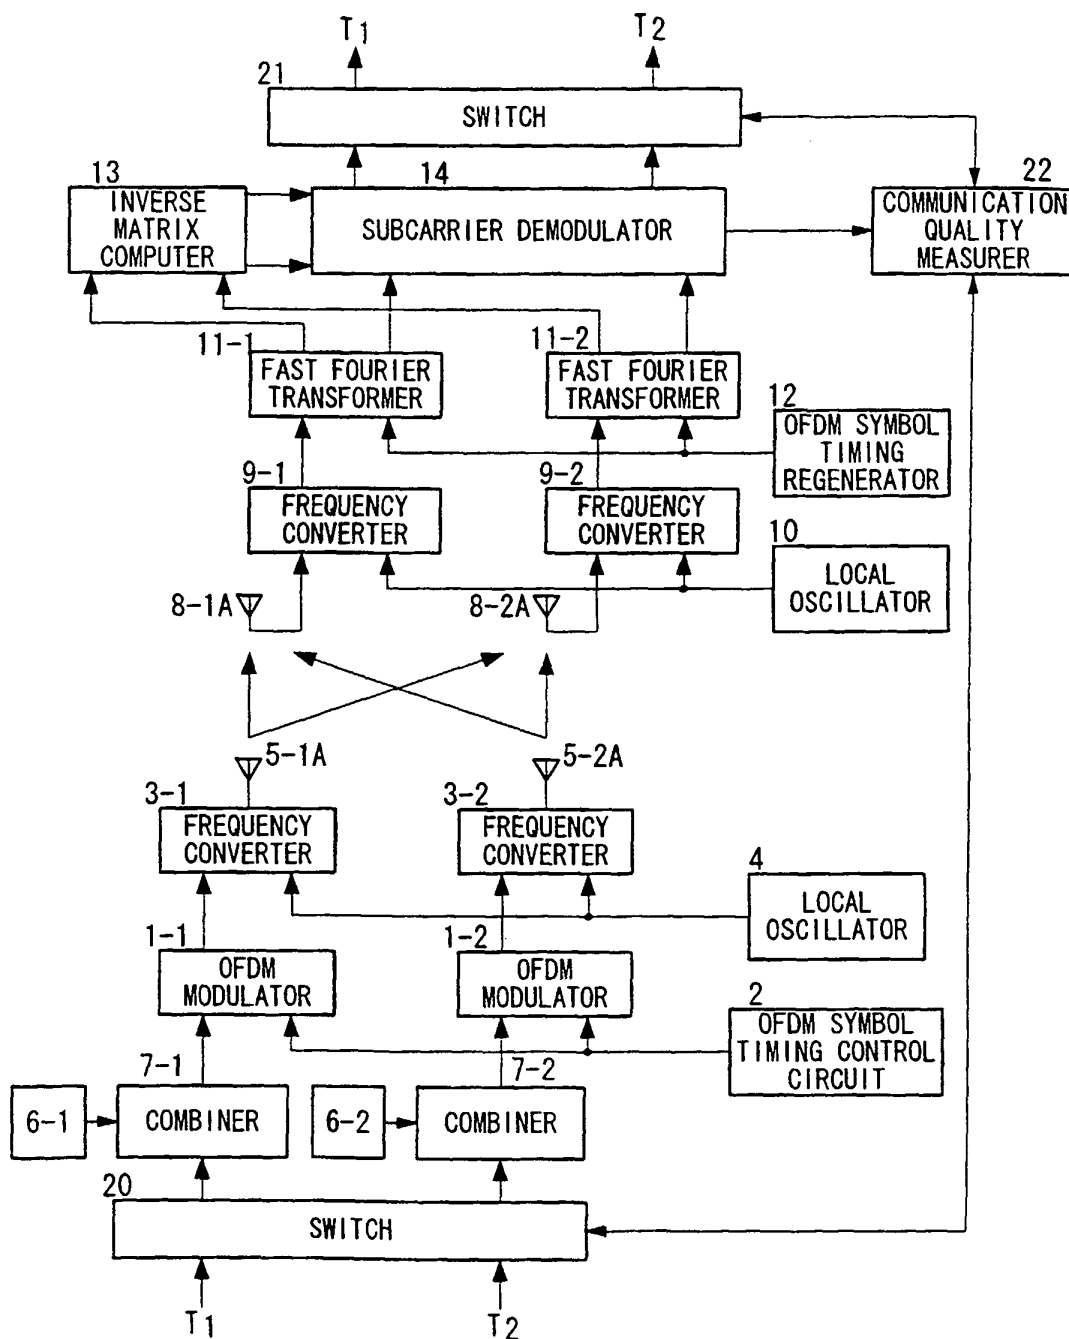 T1 T2
21
SWITCH
13 14 22
INVERSE
MATRIX
COMPUTER
SUBCARRIER DEMODULATOR
COMMUNICATION
QUALITY
MEASURER
11-1 11-2
FAST FOURIER
TRANSFORMER
FAST FOURIER
TRANSFORMER
12
OFDM SYMBOL
TIMING
REGENERATOR
9-1 9-2
FREQUENCY
CONVERTER
FREQUENCY
CONVERTER
10
LOCAL
OSCILLATOR
8-1A 8-2A
5-1A 5-2A
3-1 3-2
FREQUENCY
CONVERTER
FREQUENCY
CONVERTER
4
LOCAL
OSCILLATOR
1-1 1-2
OFDM
MODULATOR
OFDM
MODULATOR
2
OFDM SYMBOL
TIMING CONTROL
CIRCUIT
7-1 7-2
6-1 COMBINER 6-2 COMBINER
20
SWITCH
T1 T2